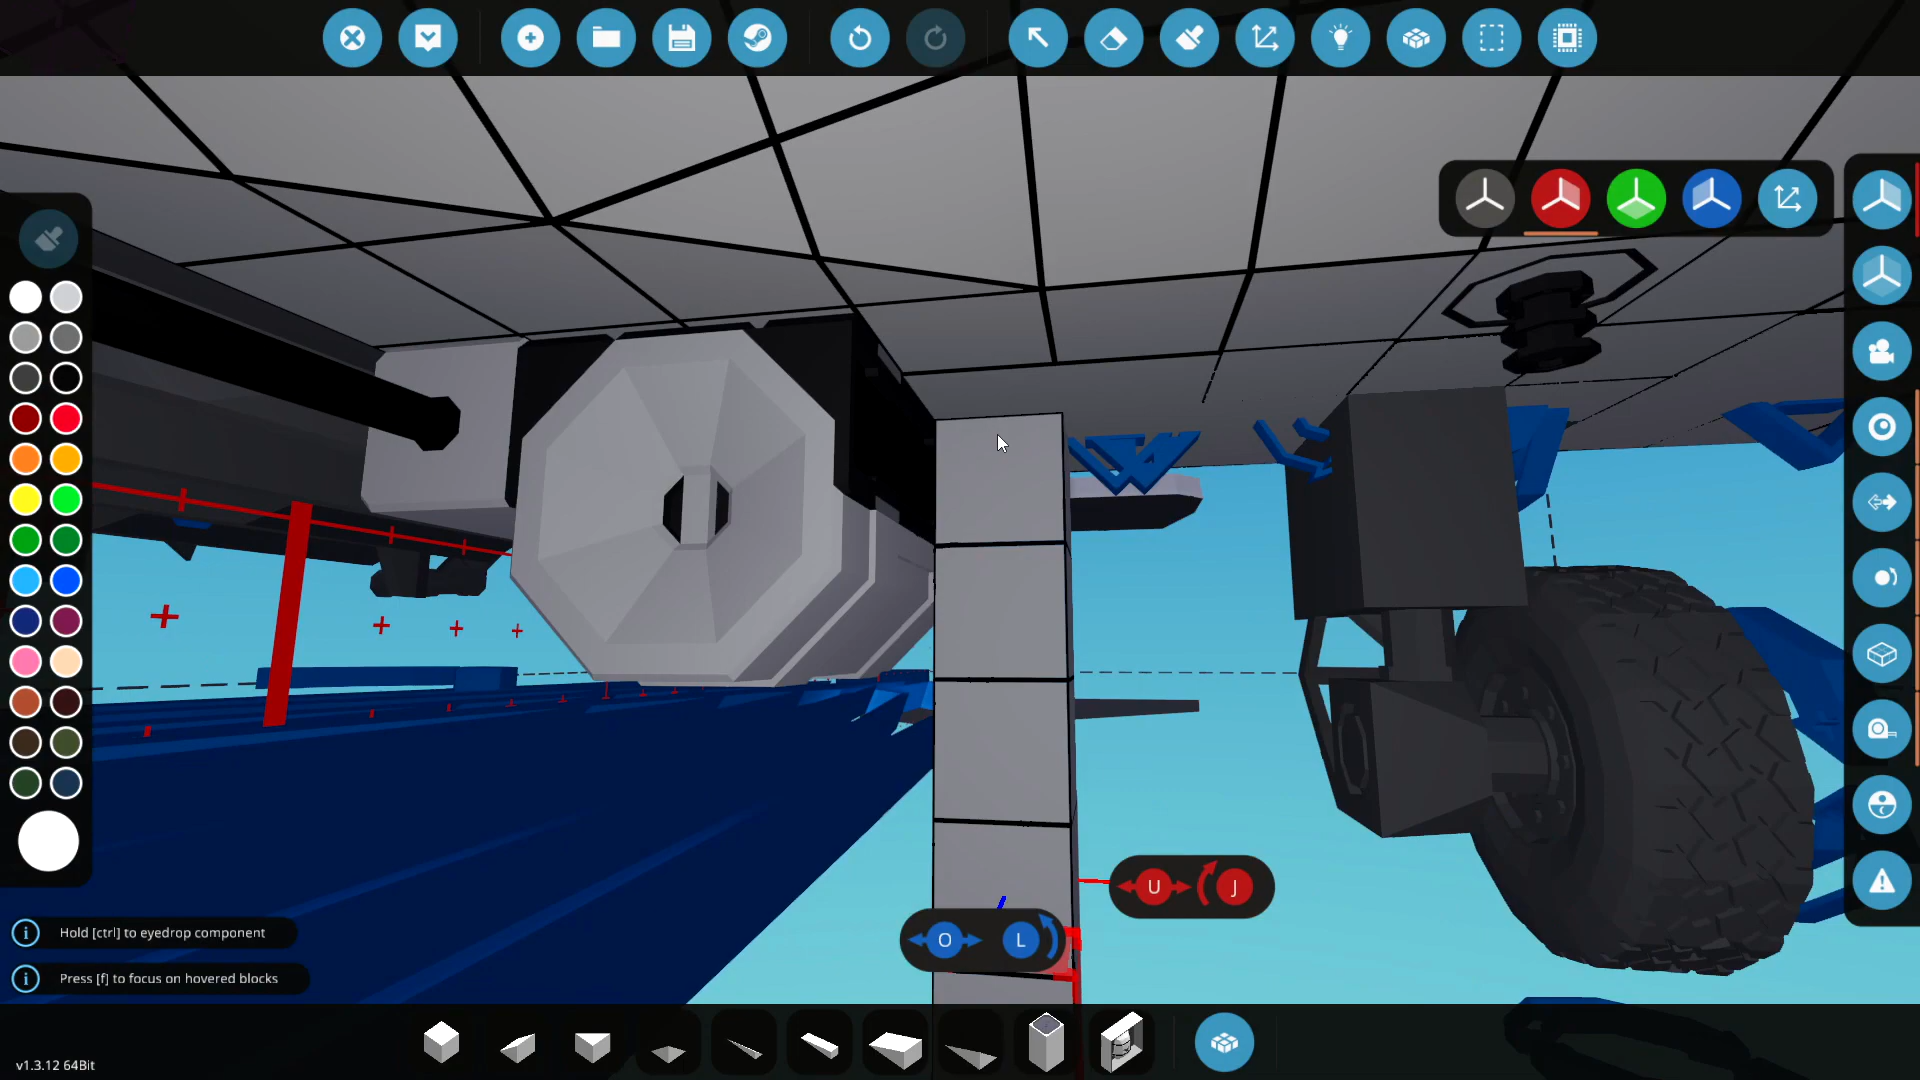 U
J
O
L
Hold [ctrl] to eyedrop component
Press [f] to focus on hovered blocks
v1.3.12 64Bit